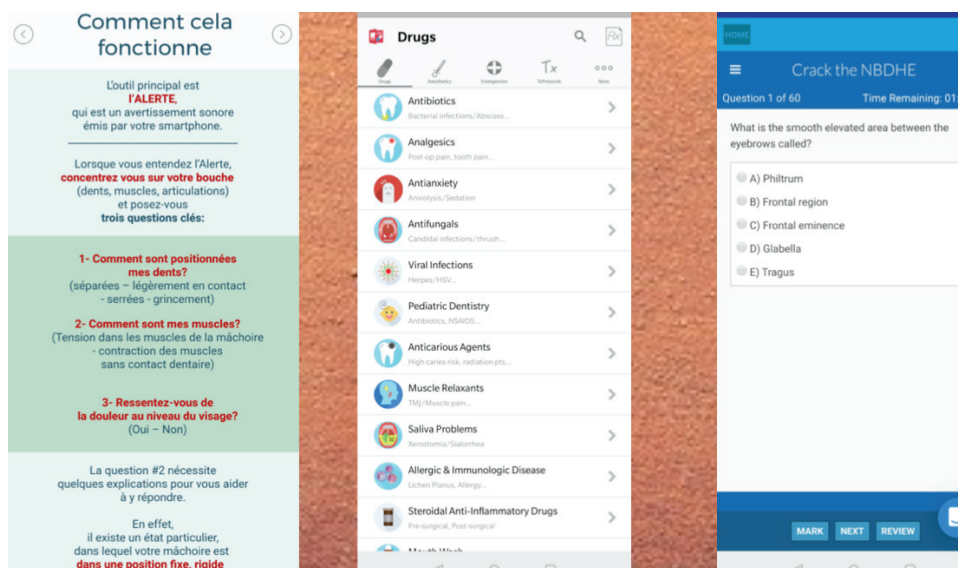 Comment cela
fonctionne
L'outil principal est
l'ALERTE,
qui est un avertissement sonore
émis par votre smartphone.
Lorsque vous entendez l'Alerte,
concentrez vous sur votre bouche
(dents, muscles, articulations)
et posez-vous
trois questions clés:
1- Comment sont positionnées
mes dents?
(séparées – légèrement en contact
- serrées - grincement)
2- Comment sont mes muscles?
(Tension dans les muscles de la mâchoire
- contraction des muscles
sans contact dentaire)
3- Ressentez-vous de
la douleur au niveau du visage?
(Oui – Non)
La question #2 nécessite
quelques explications pour vous aider
à y répondre.
En effet,
il existe un état particulier,
dans lequel votre mâchoire est
dans une position fixe, rigide
Drugs
Rx
Tx
Drugs
Anesthetics
Emergencies
More
Antibiotics
Bacterial infections/Abscess...
Analgesics
Post-op pain, tooth pain...
Antianxiety
Anxiolysis/Sedation
Antifungals
Candidal infections/thrush...
Viral Infections
Herpes/HSV...
Pediatric Dentistry
Antibiotics, NSAIDS...
Anticarious Agents
High caries risk, radiation pts...
Muscle Relaxants
TMJ/Muscle pain...
Saliva Problems
Xerostomia/Sialorrhea
Allergic & Immunologic Disease
Lichen Planus, Allergy...
Steroidal Anti-Inflammatory Drugs
Pre-surgical, Post-surgical
Mouth Wash
HOME
Crack the NBDHE
Question 1 of 60
Time Remaining: 01:
What is the smooth elevated area between the
eyebrows called?
A) Philtrum
B) Frontal region
C) Frontal eminence
D) Glabella
E) Tragus
MARK
NEXT
REVIEW